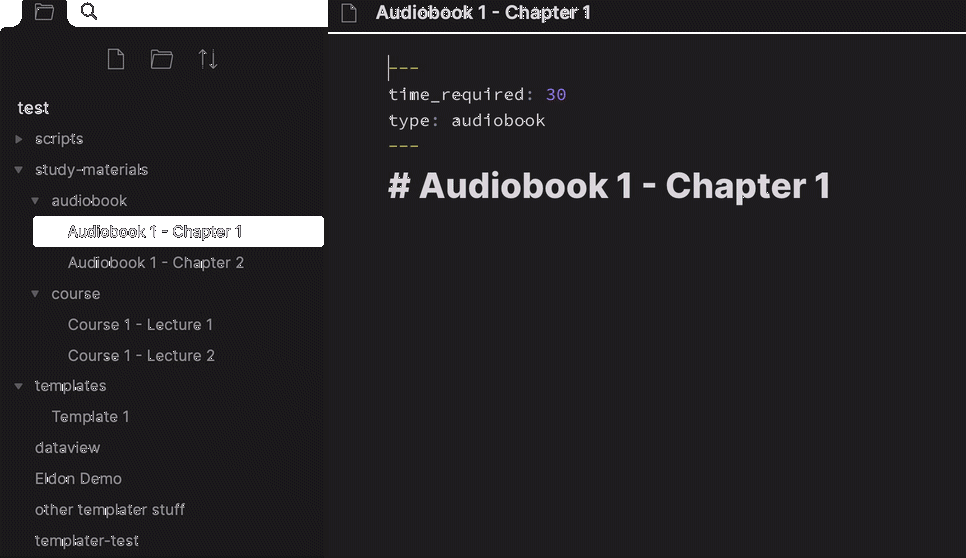 Audiobook 1 - Chapter 1
test
scripts
study-materials
audiobook
Audiobook 1 - Chapter 1
Audiobook 1 - Chapter 2
course
Course 1 - Lecture 1
Course 1 - Lecture 2
templates
Template 1
dataview
Eldon Demo
other templater stuff
templater-test
---
time_required: 30
type: audiobook
---
# Audiobook 1 - Chapter 1